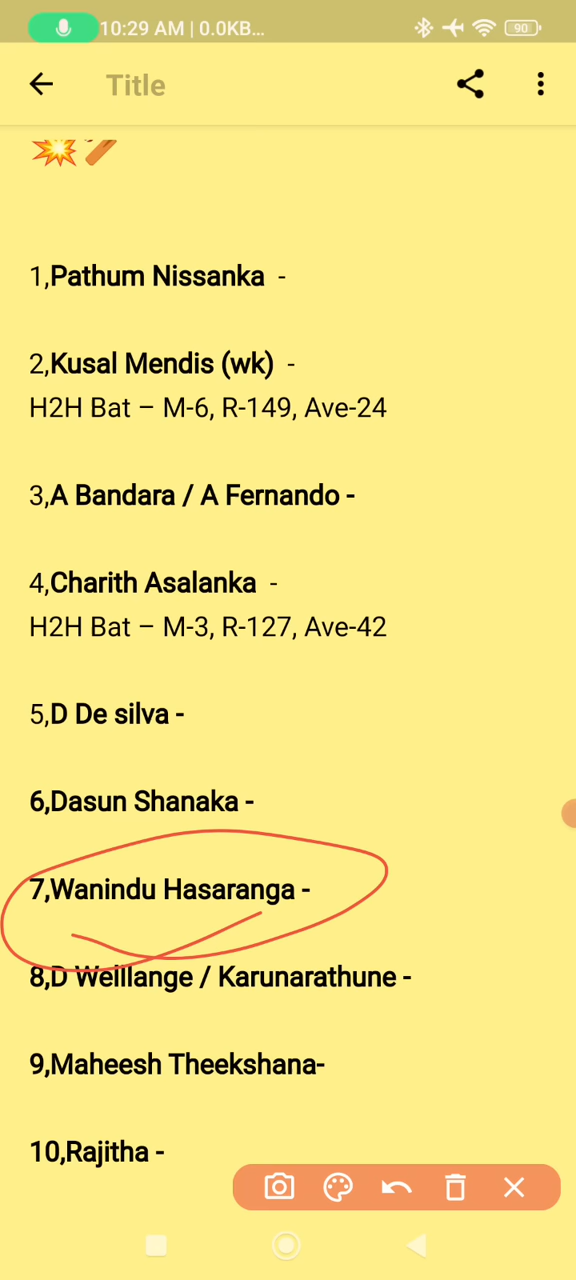 10:29 AM | 0.0KB...
90
Title
1,Pathum Nissanka -
2,Kusal Mendis (wk) -
H2H Bat – M-6, R-149, Ave-24
3,A Bandara / A Fernando -
4,Charith Asalanka -
H2H Bat – M-3, R-127, Ave-42
5,D De silva -
6,Dasun Shanaka -
7,Wanindu Hasaranga -
8,D Welllange / Karunarathune -
9,Maheesh Theekshana-
10,Rajitha -